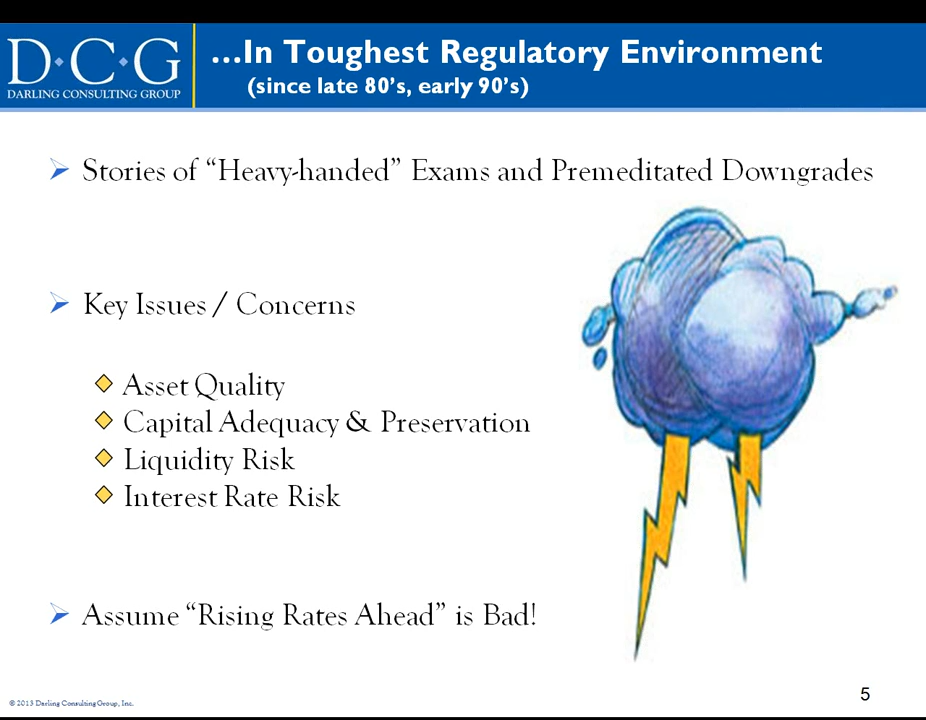 D•C•G
DARLING CONSULTING GROUP
...In Toughest Regulatory Environment
(since late 80's, early 90's)
Stories of “Heavy-handed” Exams and Premeditated Downgrades
Key Issues / Concerns
Asset Quality
Capital Adequacy & Preservation
Liquidity Risk
Interest Rate Risk
Assume “Rising Rates Ahead” is Bad!
© 2013 Darling Consulting Group, Inc.
5